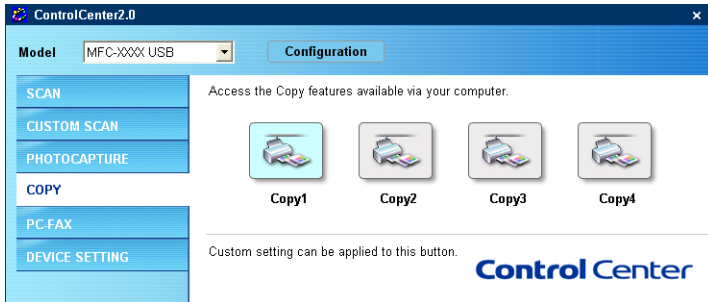 ControlCenter2.0
Model MFC-XXXX USB Configuration
SCAN
CUSTOM SCAN
PHOTOCAPTURE
COPY
PC-FAX
DEVICE SETTING
Access the Copy features available via your computer.
Copy1 Copy2 Copy3 Copy4
Custom setting can be applied to this button.
Control Center